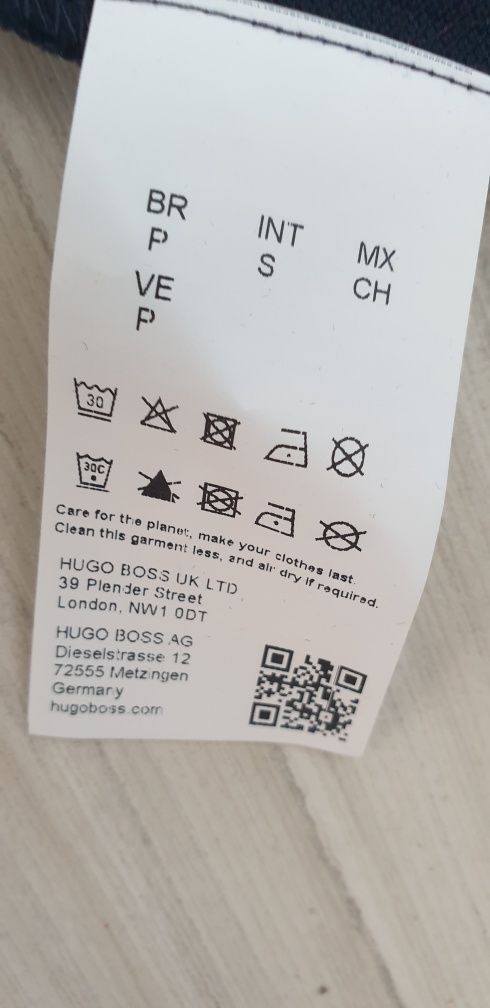 BR INT MX
P S CH
VE
P
30
30C
Care for the planet, make your clothes last.
Clean this garment less, and air dry if required.
HUGO BOSS UK LTD
39 Plender Street
London, NW1 0DT
HUGO BOSS AG
Dieselstrasse 12
72555 Metzingen
Germany
hugoboss.com